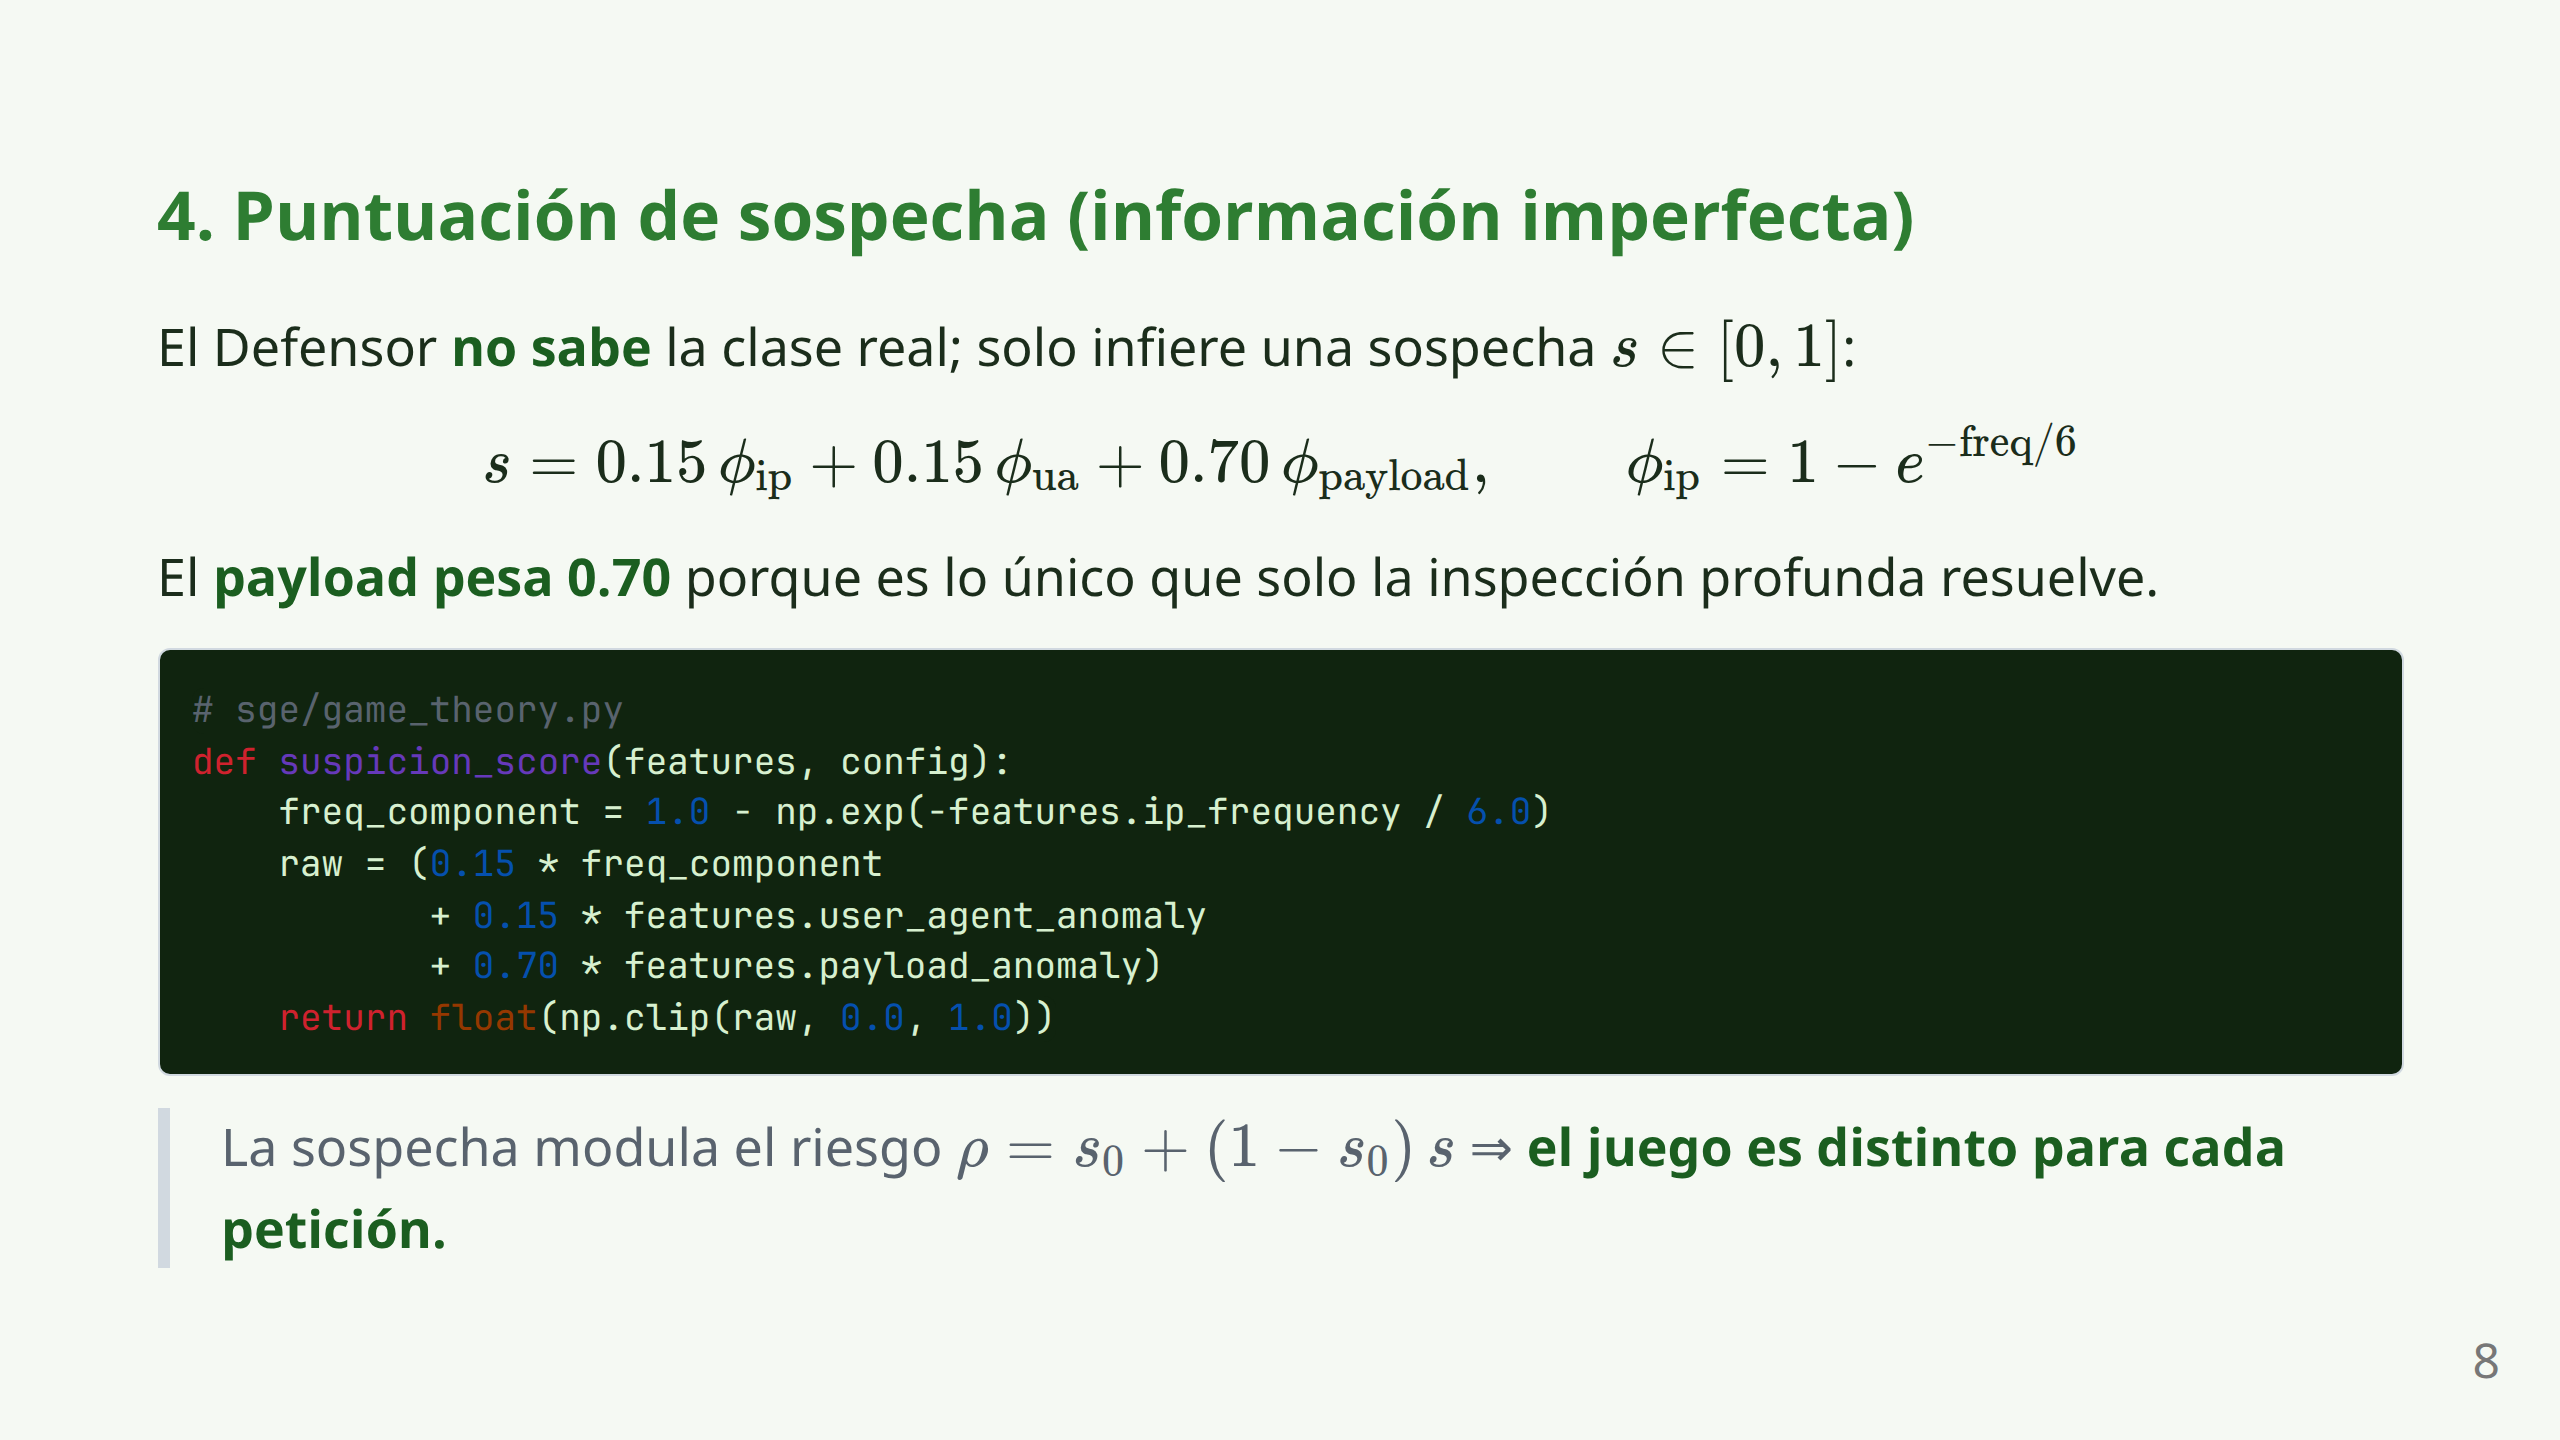 4. Puntuación de sospecha (información imperfecta)
El Defensor no sabe la clase real; solo infiere una sospecha s ∈ [0, 1]:
s = 0.15 ϕ_ip + 0.15 ϕ_ua + 0.70 ϕ_payload,    ϕ_ip = 1 − e^{−freq/6}
El payload pesa 0.70 porque es lo único que solo la inspección profunda resuelve.
# sge/game_theory.py
def suspicion_score(features, config):
    freq_component = 1.0 - np.exp(-features.ip_frequency / 6.0)
    raw = (0.15 * freq_component
           + 0.15 * features.user_agent_anomaly
           + 0.70 * features.payload_anomaly)
    return float(np.clip(raw, 0.0, 1.0))
La sospecha modula el riesgo ρ = s₀ + (1 − s₀) s ⇒ el juego es distinto para cada
petición.
8